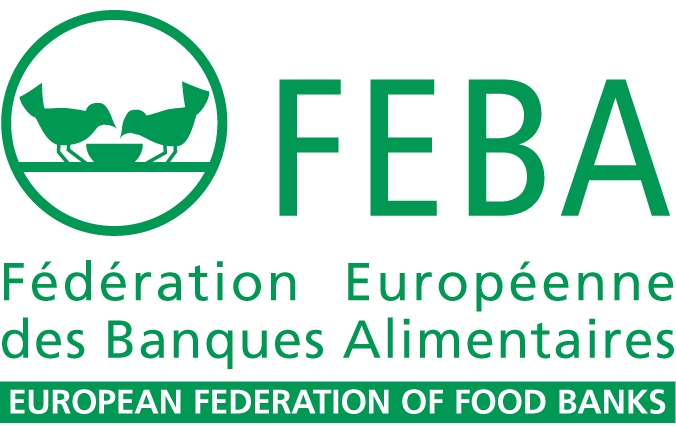 FEBA
Fédération Européenne
des Banques Alimentaires
EUROPEAN FEDERATION OF FOOD BANKS